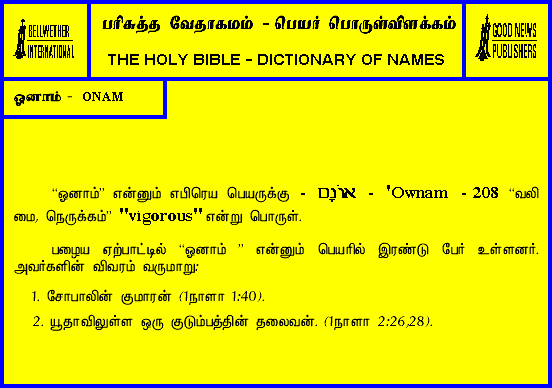 BELLWETHER
INTERNATIONAL
பரிசுத்த வேதாகமம் - பெயர் பொருள்விளக்கம்
THE HOLY BIBLE - DICTIONARY OF NAMES
GOOD NEWS
PUBLISHERS
ஓனாம் - ONAM
“ஓனாம்” என்னும் எபிரெய பெயருக்கு - אוֹנָם - 'Ownam - 208 “வலி
மை, நெருக்கம்” "vigorous" என்று பொருள்.
பழைய ஏற்பாட்டில் “ஓனாம் ” என்னும் பெயரில் இரண்டு பேர் உள்ளனர்.
அவர்களின் விவரம் வருமாறு:
1. சோபாலின் குமாரன் (1நாளா 1:40).
2. யூதாவிலுள்ள ஒரு குடும்பத்தின் தலைவன். (1நாளா 2:26,28).